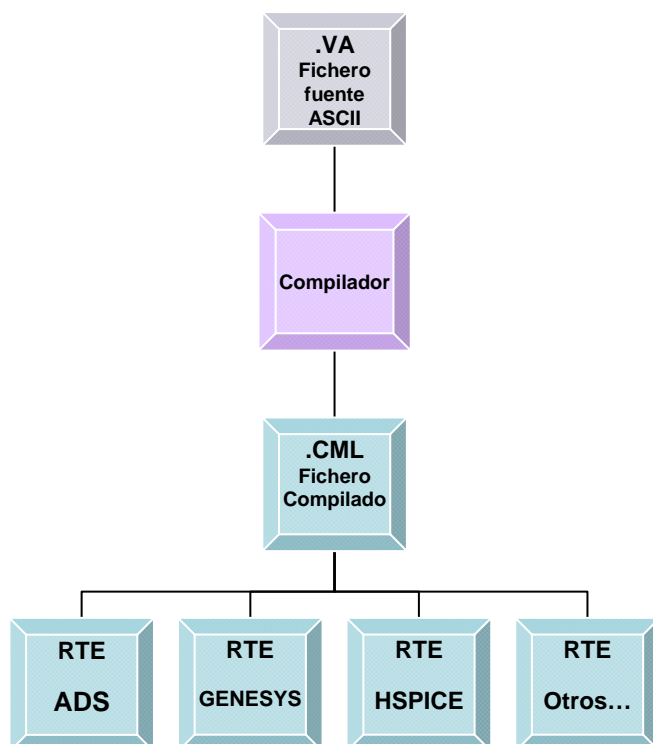 .VA
Fichero
fuente
ASCII
Compilador
.CML
Fichero
Compilado
RTE
ADS
RTE
GENESYS
RTE
HSPICE
RTE
Otros...